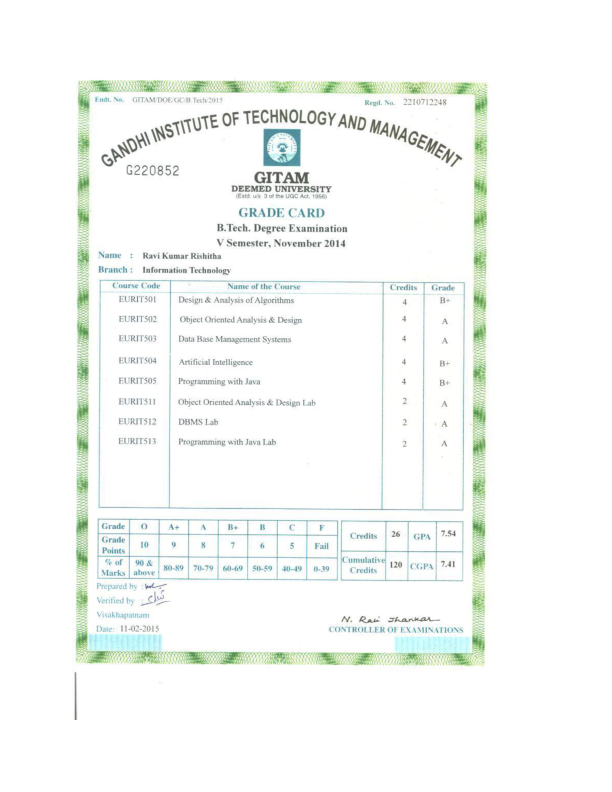 Endt. No. GITAM/DOE/GC/B.Tech/2015 Regd. No. 2210712248
GANDHI INSTITUTE OF TECHNOLOGY AND MANAGEMENT
G220852
GITAM
DEEMED UNIVERSITY
(Estd. u/s 3 of the UGC Act, 1956)
GRADE CARD
B.Tech. Degree Examination
V Semester, November 2014
Name : Ravi Kumar Rishitha
Branch : Information Technology
Course Code Name of the Course Credits Grade
EURIT501 Design & Analysis of Algorithms 4 B+
EURIT502 Object Oriented Analysis & Design 4 A
EURIT503 Data Base Management Systems 4 A
EURIT504 Artificial Intelligence 4 B+
EURIT505 Programming with Java 4 B+
EURIT511 Object Oriented Analysis & Design Lab 2 A
EURIT512 DBMS Lab 2 A
EURIT513 Programming with Java Lab 2 A
Grade O A+ A B+ B C F
Grade Points 10 9 8 7 6 5 Fail
% of Marks 90 & above 80-89 70-79 60-69 50-59 40-49 0-39
Credits 26 GPA 7.54
Cumulative Credits 120 CGPA 7.41
Prepared by :
Verified by :
Visakhapatnam
Date: 11-02-2015
N. Ravi Shankar
CONTROLLER OF EXAMINATIONS